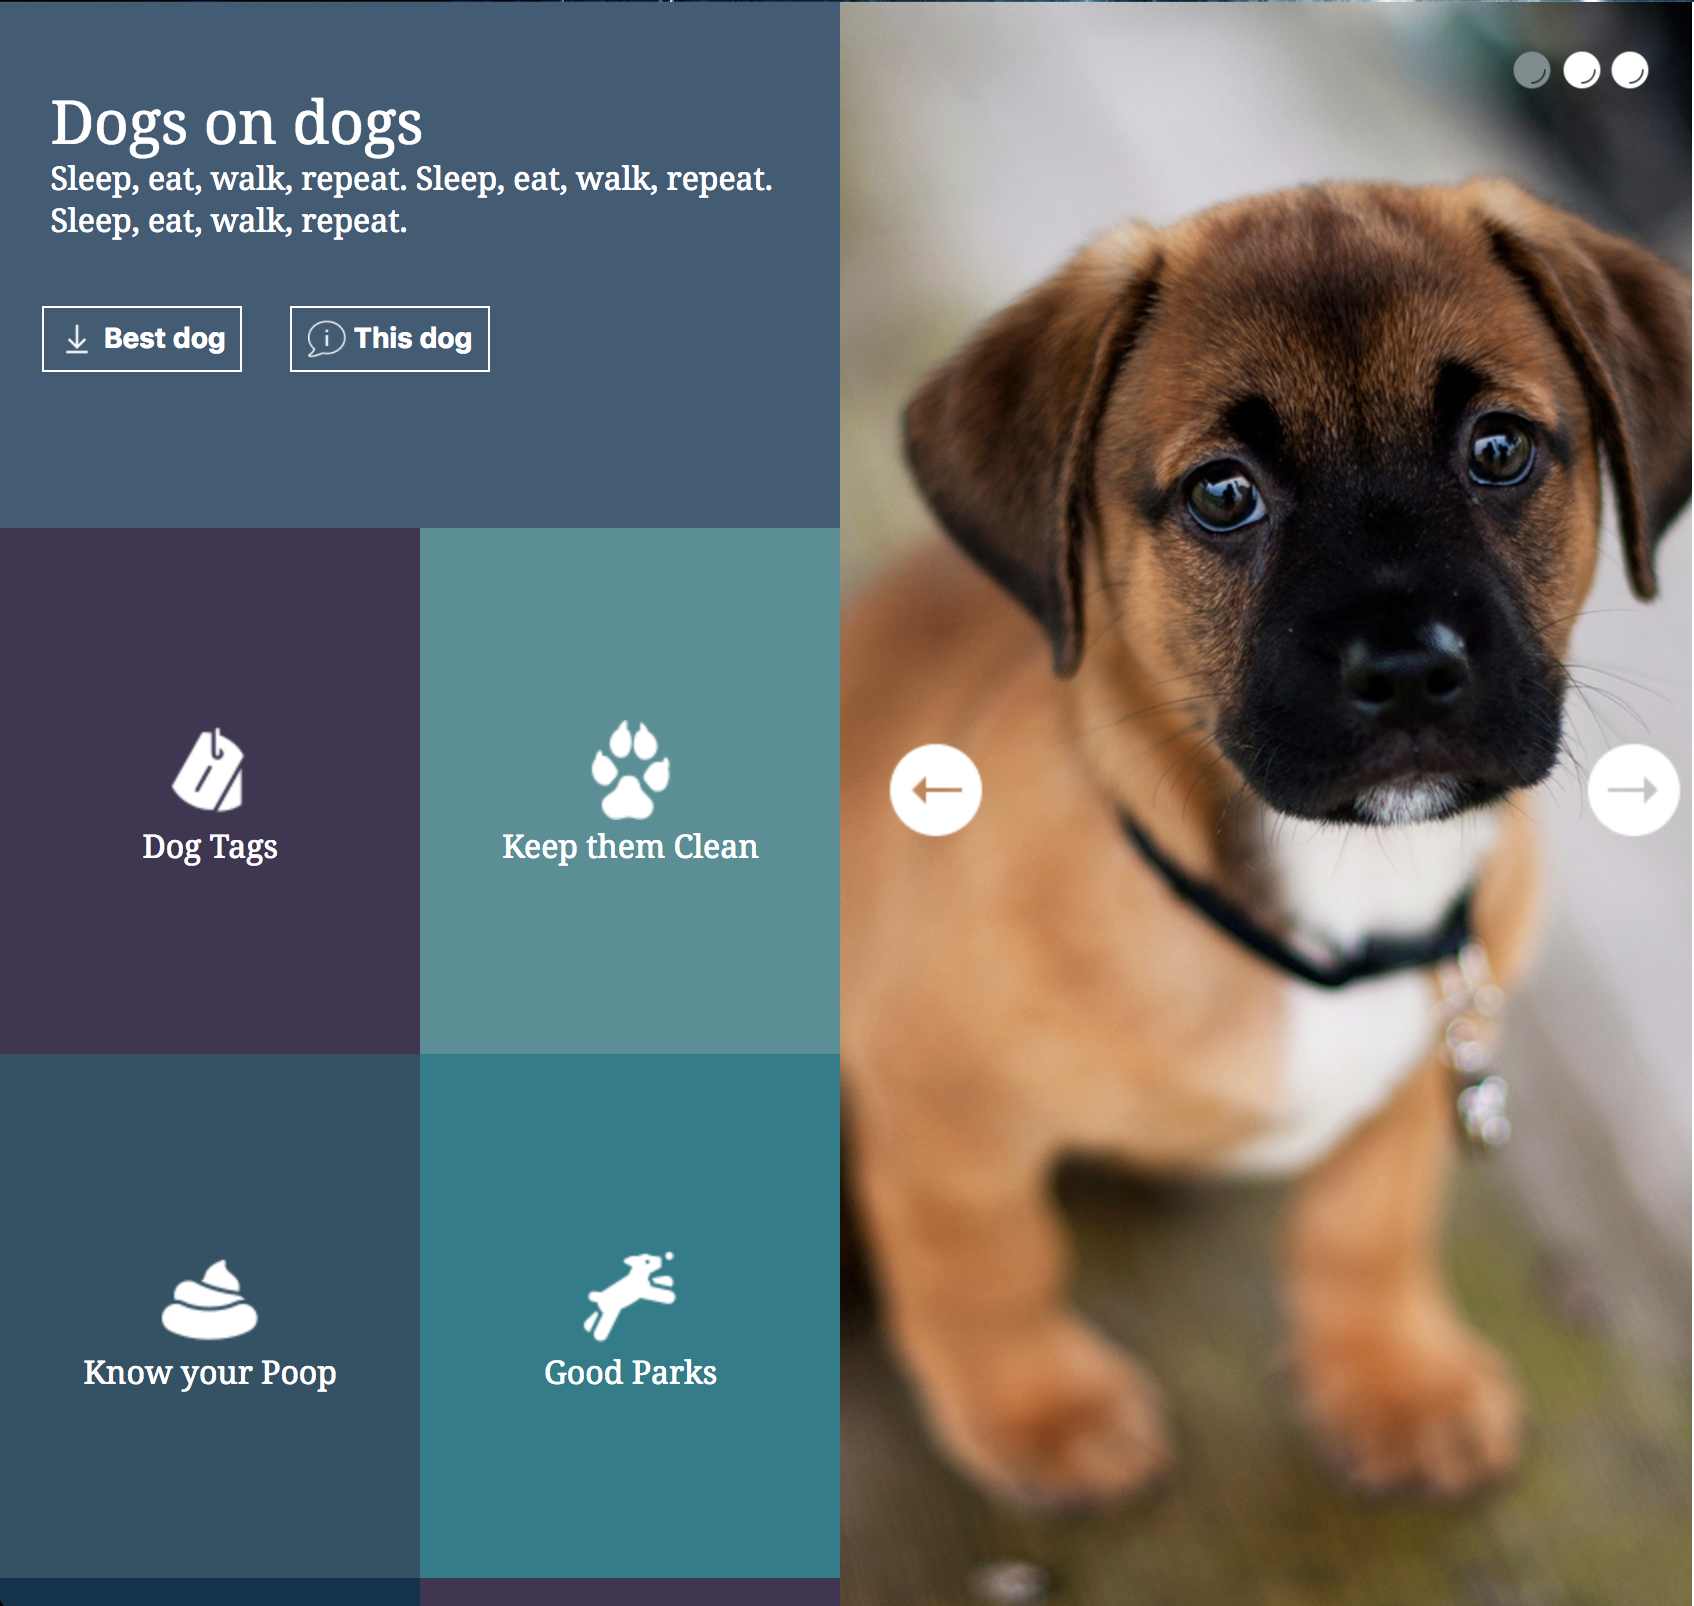 Dogs on dogs
Sleep, eat, walk, repeat. Sleep, eat, walk, repeat.
Sleep, eat, walk, repeat.
Best dog
This dog
Dog Tags
Keep them Clean
Know your Poop
Good Parks